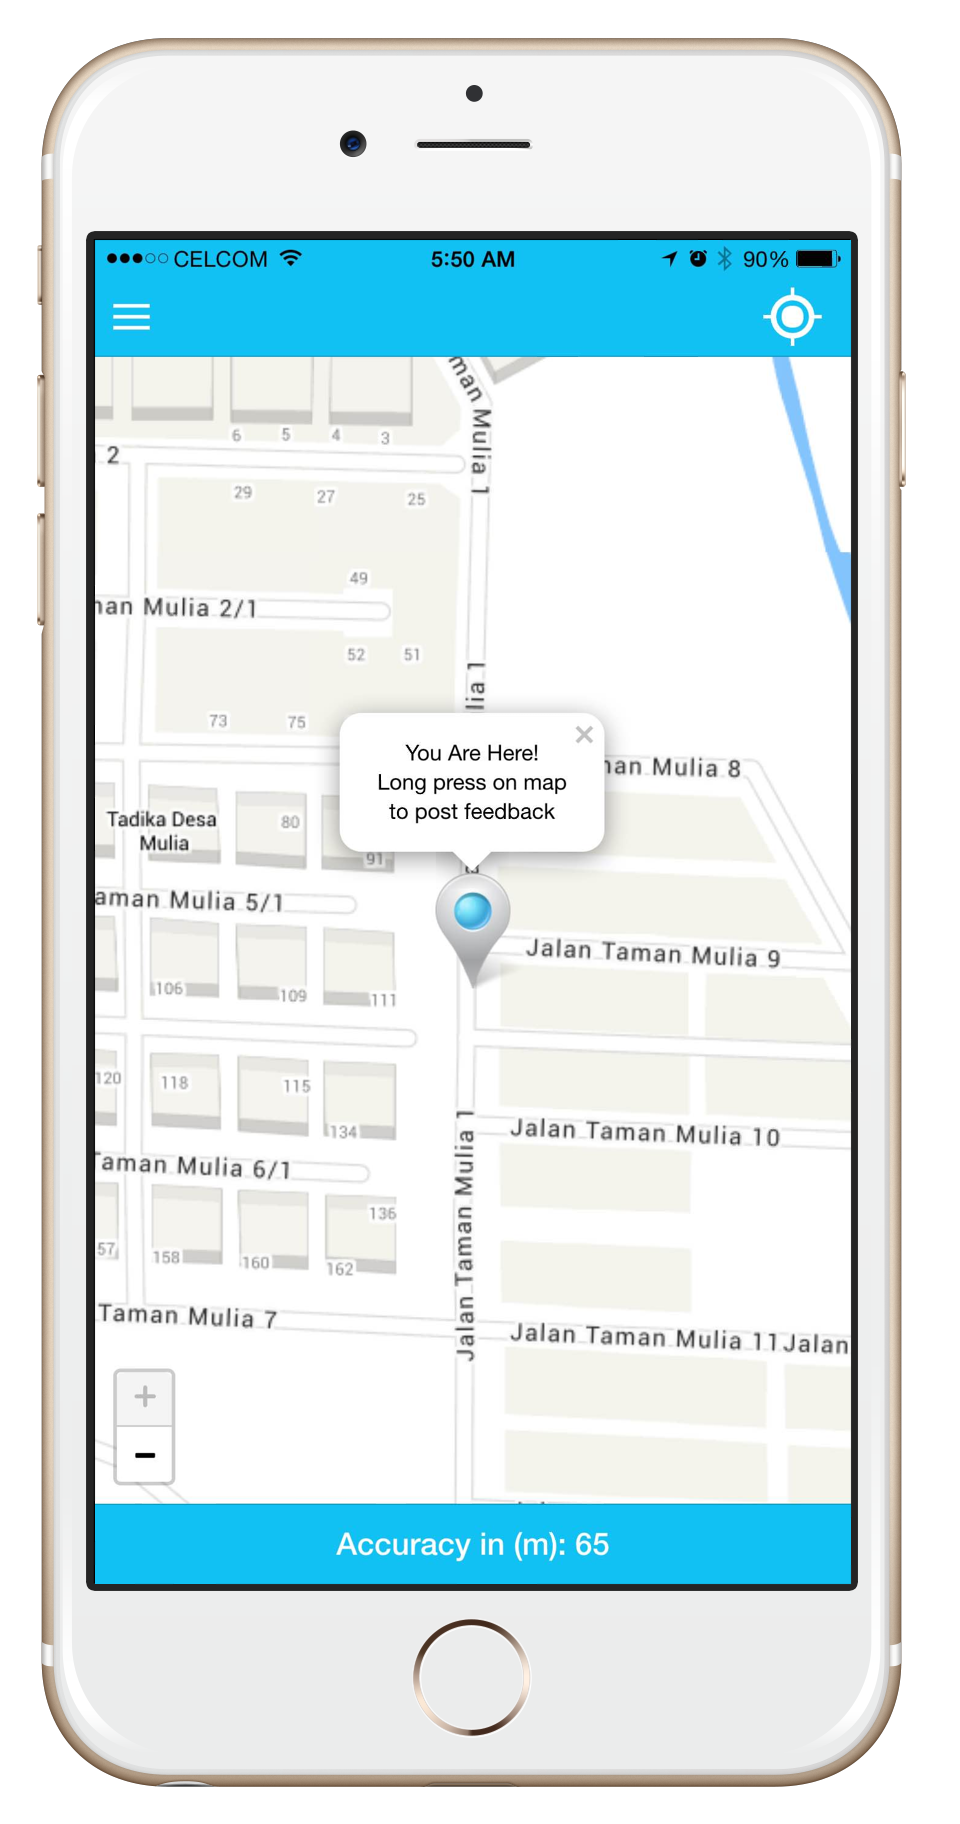 CELCOM
5:50 AM
90%
man Mulia 1
6
5
4
3
2
29
27
25
49
nan Mulia 2/1
52
51
lia 1
73
75
You Are Here!
Long press on map
to post feedback
×
nan Mulia 8
Tadika Desa
Mulia
80
91
aman Mulia 5/1
Jalan Taman Mulia 9
106
109
111
120
118
115
134
Jalan Taman Mulia 1
Jalan Taman Mulia 10
Taman Mulia 6/1
136
57
158
160
162
Taman Mulia 7
Jalan Taman Mulia 11
Jalan
+
−
Accuracy in (m): 65